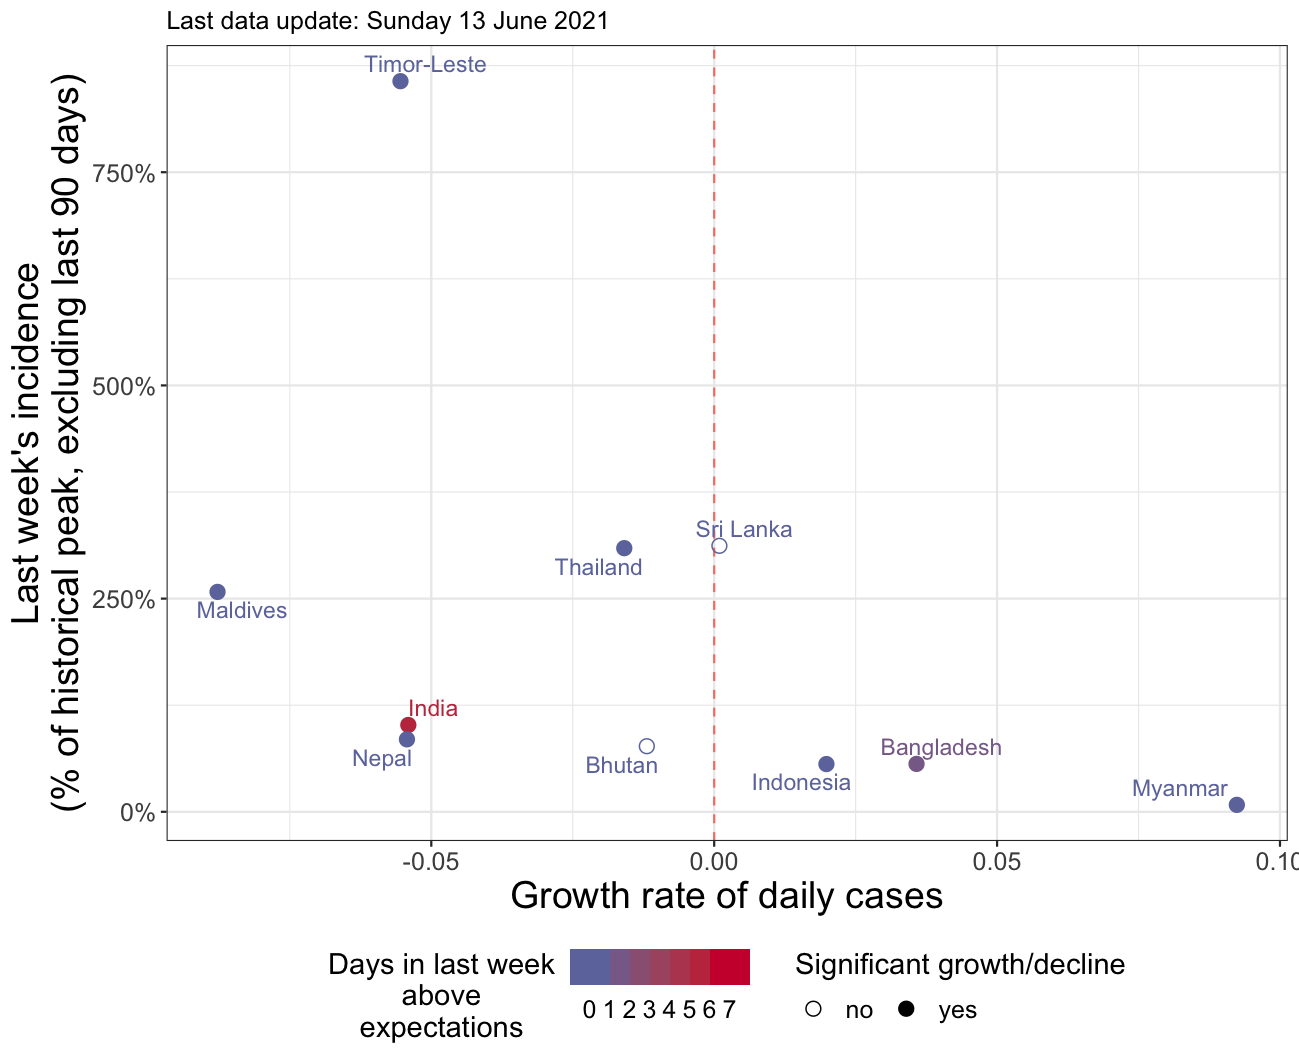 Last data update: Sunday 13 June 2021
Last week's incidence
(% of historical peak, excluding last 90 days)
750%
500%
250%
0%
Timor-Leste
Sri Lanka
Thailand
Maldives
India
Nepal
Bhutan
Bangladesh
Indonesia
Myanmar
-0.05
0.00
0.05
0.10
Growth rate of daily cases
Days in last week
above
expectations
0 1 2 3 4 5 6 7
Significant growth/decline
no
yes